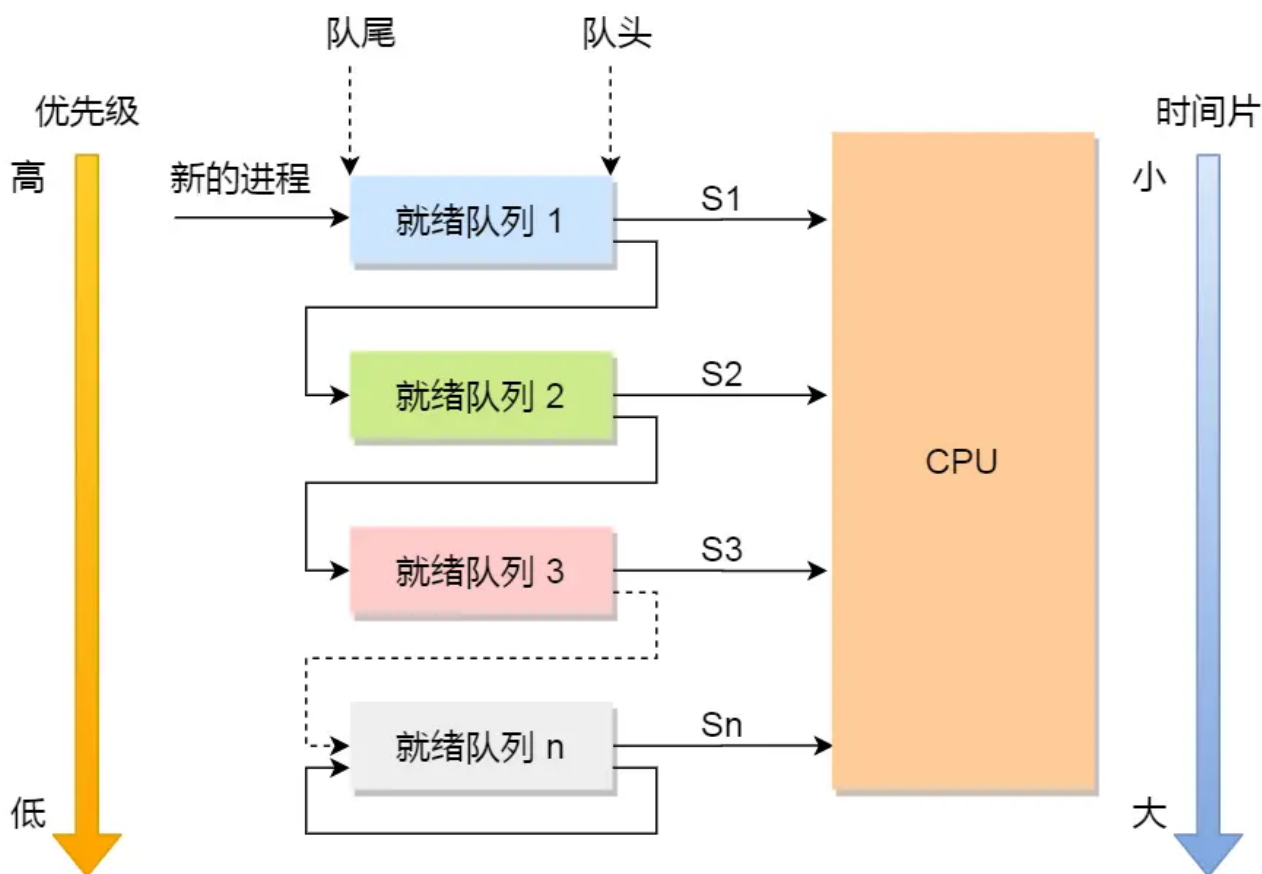 队尾
队头
优先级
时间片
高
新的进程
小
就绪队列 1
S1
就绪队列 2
S2
CPU
就绪队列 3
S3
就绪队列 n
Sn
低
大